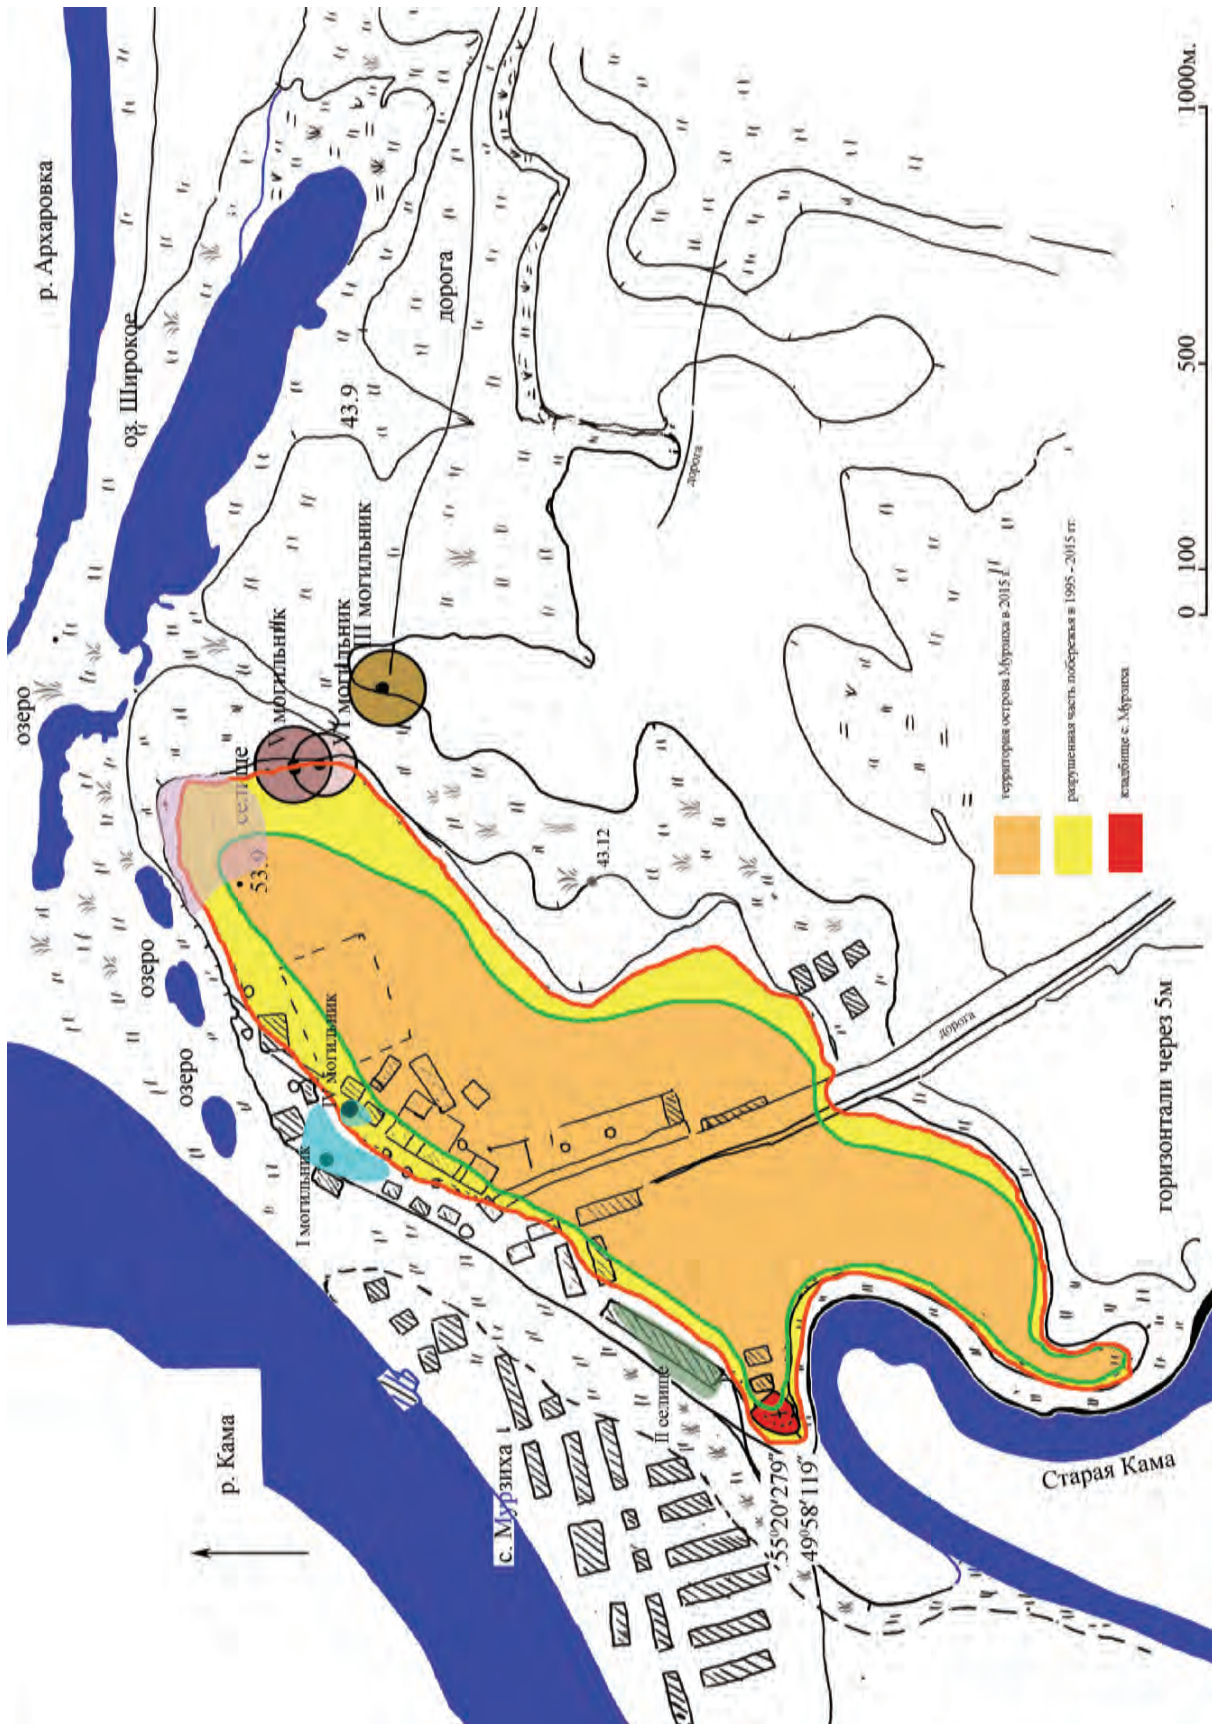 р. Архаровка
оз. Широкое
43.9
дорога
озеро
V могильник
VI могильник
III могильник
селище
53.9
дорога
43.12
озеро
озеро
IV могильник
I могильник
дорога
р. Кама
с. Мурзиха
II селище
55°20'279"
49°58'119"
Старая Кама
горизонтали через 5м
территория острова Мурзиха в 2015 г.
разрушенная часть побережья в 1995 - 2015 гг.
кладбище с. Мурзиха
0 100 500 1000м.